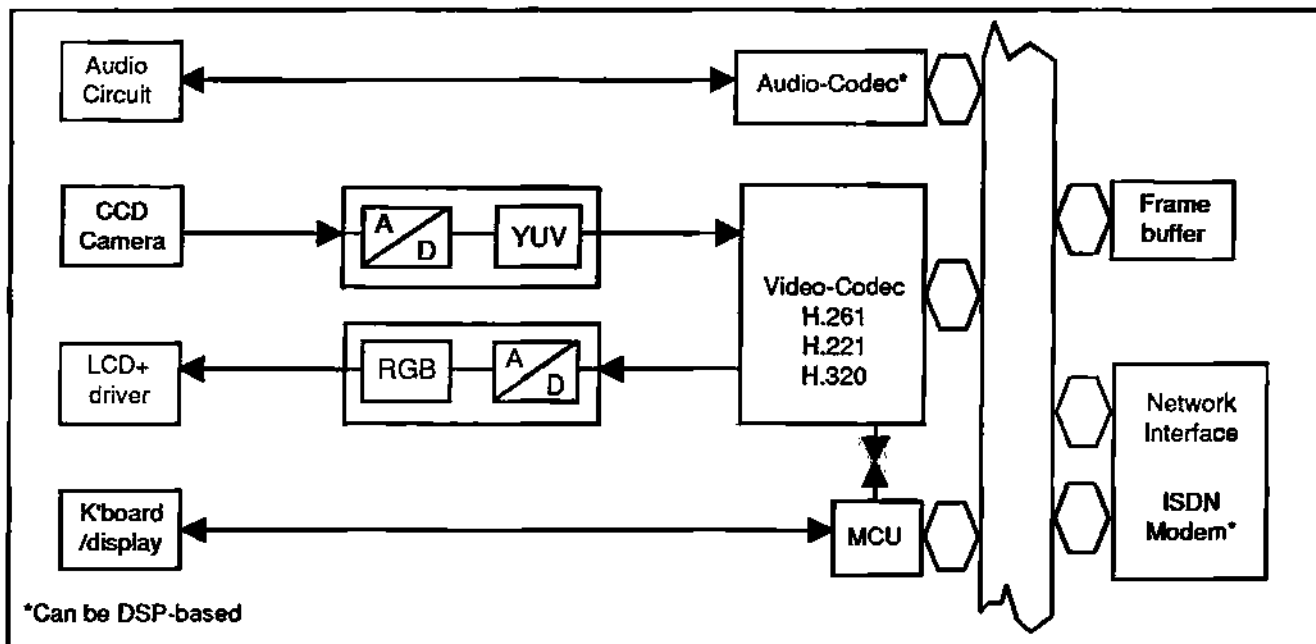 Audio
Circuit
Audio-Codec*
CCD
Camera
A
D
YUV
Video-Codec
H.261
H.221
H.320
Frame
buffer
LCD+
driver
RGB
A
D
Network
Interface
ISDN
Modem*
K'board
/display
MCU
*Can be DSP-based